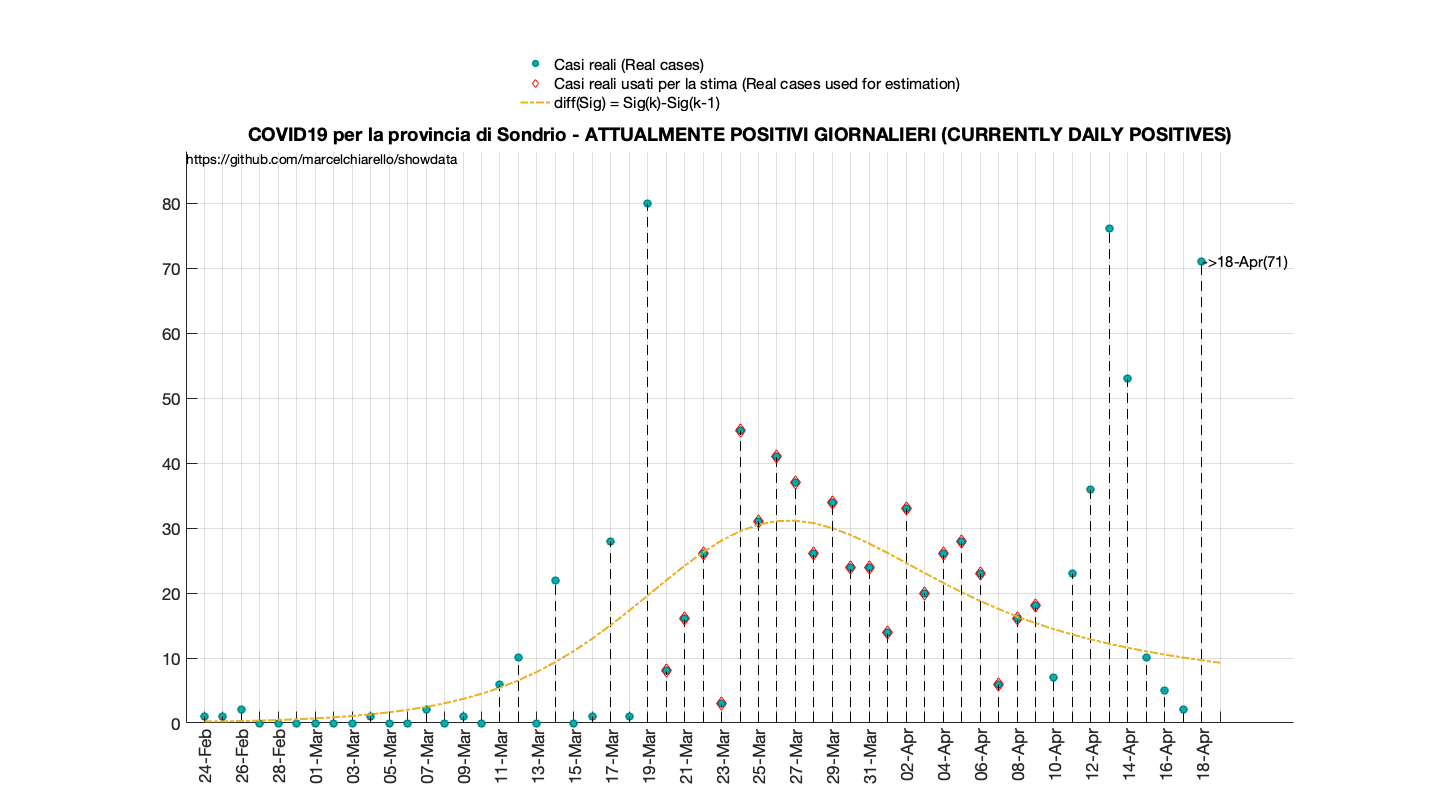 Casi reali (Real cases)
Casi reali usati per la stima (Real cases used for estimation)
diff(Sig) = Sig(k)-Sig(k-1)
COVID19 per la provincia di Sondrio - ATTUALMENTE POSITIVI GIORNALIERI (CURRENTLY DAILY POSITIVES)
https://github.com/marcelchiarello/showdata
80
70
->18-Apr(71)
60
50
40
30
20
10
0
24-Feb
26-Feb
28-Feb
01-Mar
03-Mar
05-Mar
07-Mar
09-Mar
11-Mar
13-Mar
15-Mar
17-Mar
19-Mar
21-Mar
23-Mar
25-Mar
27-Mar
29-Mar
31-Mar
02-Apr
04-Apr
06-Apr
08-Apr
10-Apr
12-Apr
14-Apr
16-Apr
18-Apr